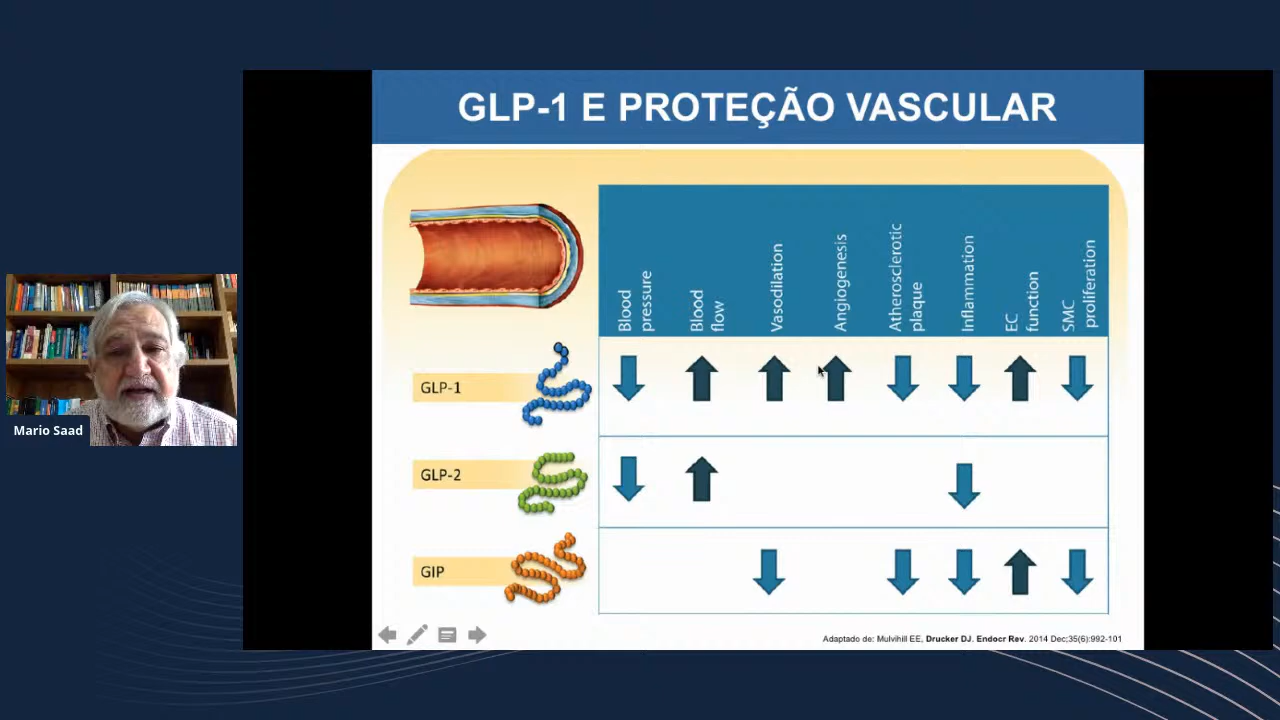 GLP-1 E PROTEÇÃO VASCULAR
Blood
pressure
Blood
flow
Vasodilation
Angiogenesis
Atherosclerotic
plaque
Inflammation
EC
function
SMC
proliferation
GLP-1
GLP-2
GIP
Mario Saad
Adaptado de: Mulvihill EE, Drucker DJ. Endocr Rev. 2014 Dec;35(6):992-101